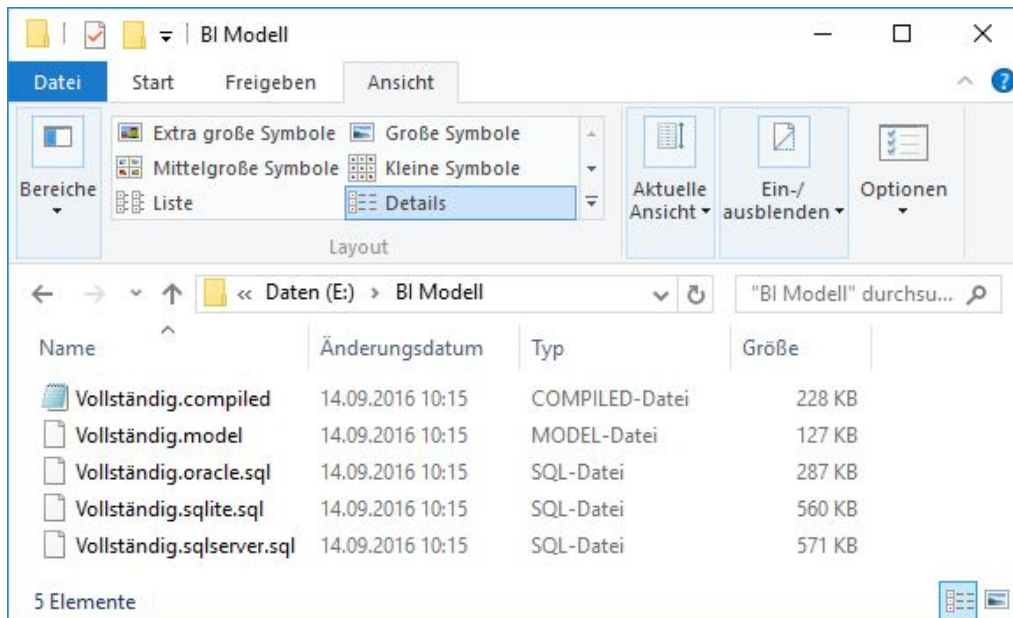 BI Modell
Datei Start Freigeben Ansicht
Extra große Symbole Große Symbole
Mittelgroße Symbole Kleine Symbole
Liste Details
Bereiche
Layout
Aktuelle Ansicht
Ein-/ausblenden
Optionen
« Daten (E:) › BI Modell
"BI Modell" durchsu...
Name Änderungsdatum Typ Größe
Vollständig.compiled 14.09.2016 10:15 COMPILED-Datei 228 KB
Vollständig.model 14.09.2016 10:15 MODEL-Datei 127 KB
Vollständig.oracle.sql 14.09.2016 10:15 SQL-Datei 287 KB
Vollständig.sqlite.sql 14.09.2016 10:15 SQL-Datei 560 KB
Vollständig.sqlserver.sql 14.09.2016 10:15 SQL-Datei 571 KB
5 Elemente